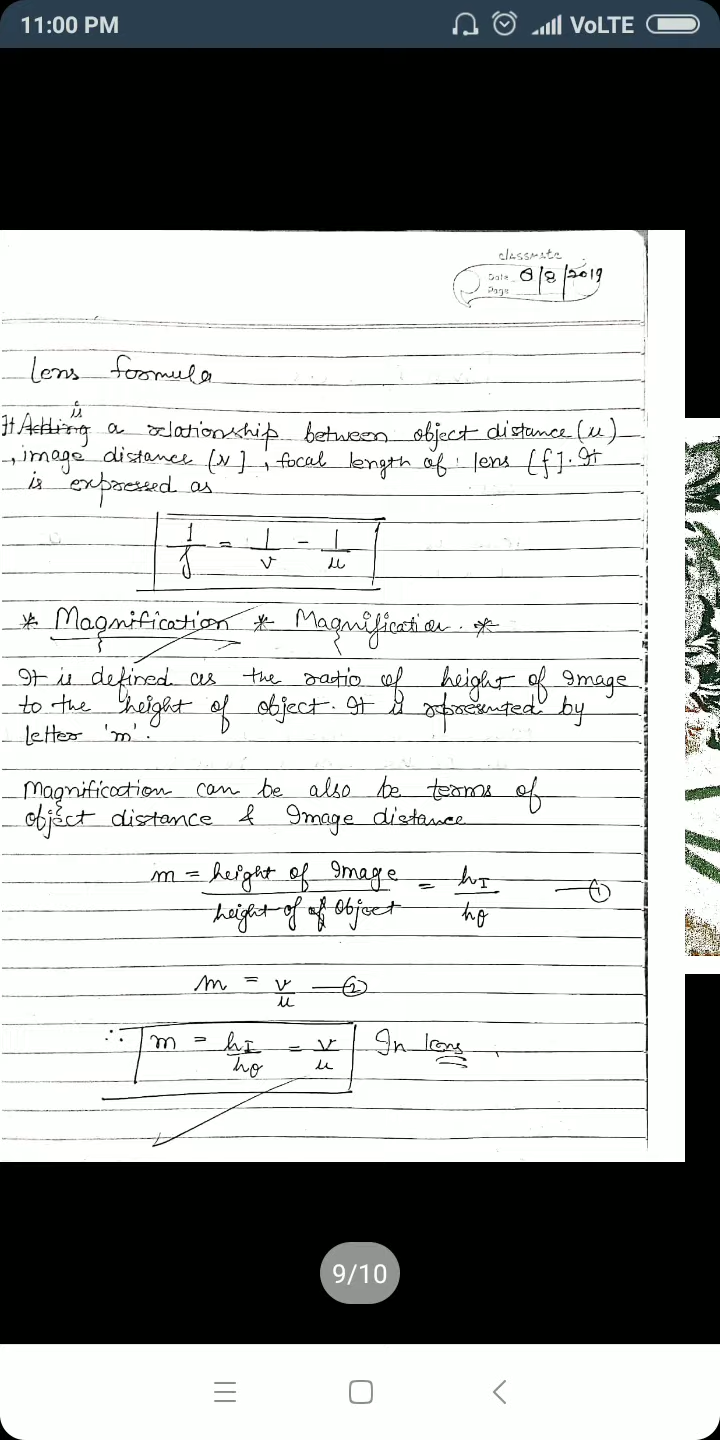 11:00 PM VoLTE
classmate
Date 6/8/2019
Page
Lens formula
is
It a relationship between object distance (u)
, image distance [v], focal length of lens [f]. It
is expressed as
1/f = 1/v - 1/u
* Magnification * Magnification. *
It is defined as the ratio of height of Image
to the height of object. It is represented by
letter 'm'.
Magnification can be also be terms of
object distance & Image distance
m = height of Image / height of of Object = hI / hO —①
m = v/u —②
∴ m = hI/hO = v/u In lens
9/10